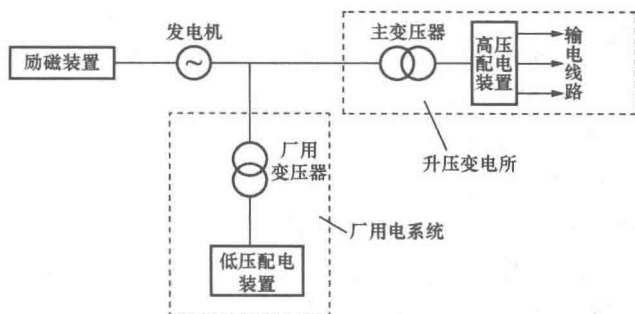 励磁装置
发电机
~
主变压器
高压
配电
装置
输
电
线
路
升压变电所
厂用
变压器
厂用电系统
低压配电
装置